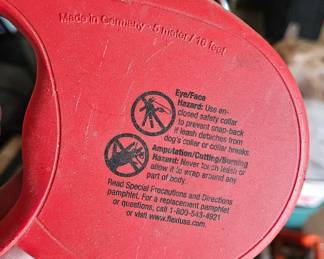 Made in Germany - 5 meter / 16 feet
Eye/Face
Hazard: Use en-
closed safety collar
to prevent snap-back
if leash detaches from
dog's collar or collar breaks
Amputation/Cutting/Burning
Hazard: Never touch leash or
allow it to wrap around any
part of body.
Read Special Precautions and Directions
pamphlet. For a replacement pamphlet
or questions, call 1-800-543-4921
or visit www.flexiusa.com.